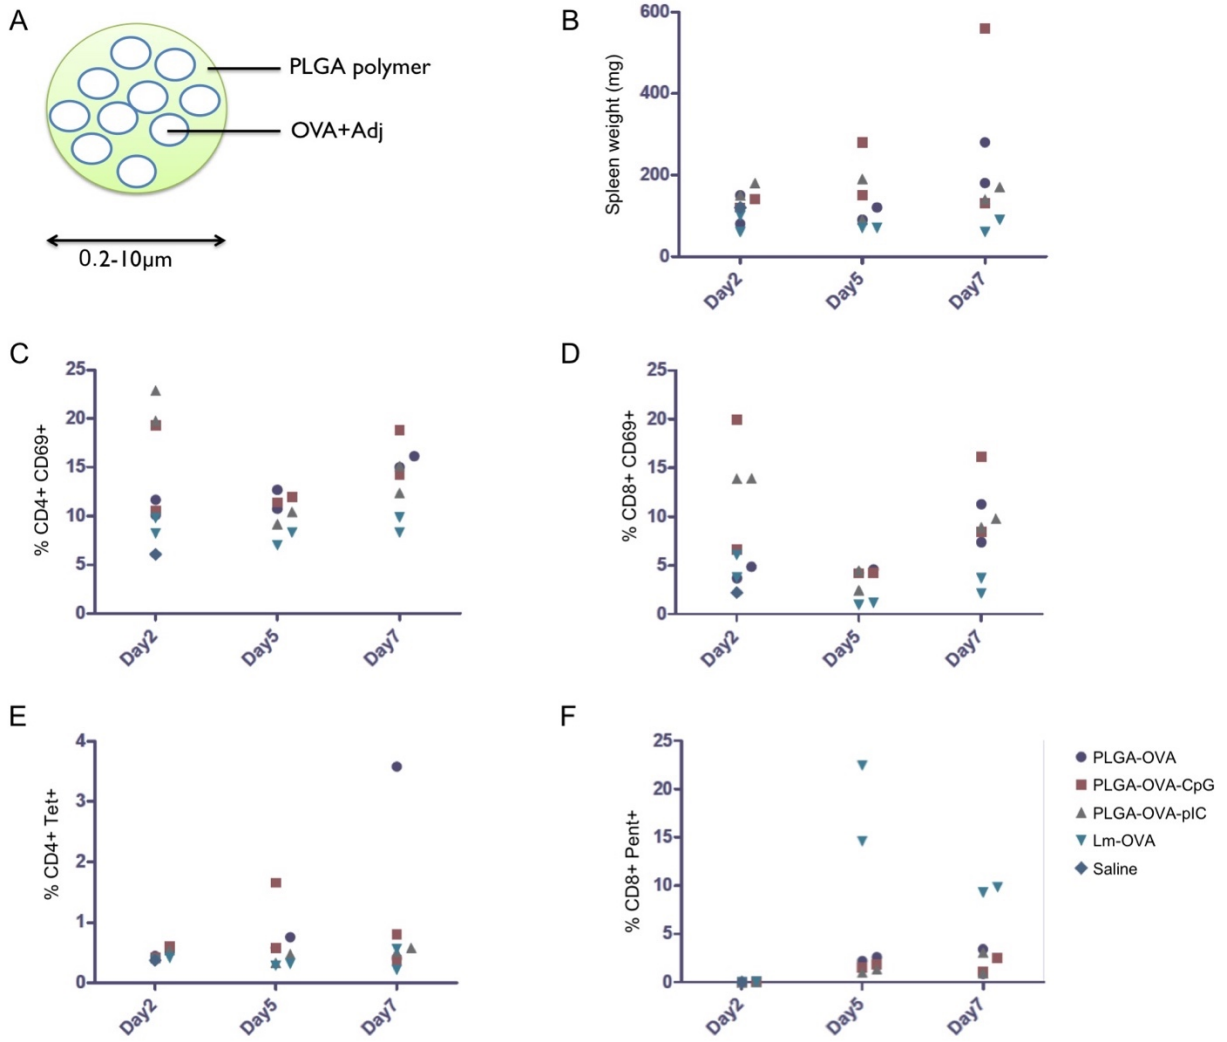 A
PLGA polymer
OVA+Adj
0.2-10µm
B
Spleen weight (mg)
600
400
200
0
Day2
Day5
Day7
C
% CD4+ CD69+
25
20
15
10
5
0
Day2
Day5
Day7
D
% CD8+ CD69+
25
20
15
10
5
0
Day2
Day5
Day7
E
% CD4+ Tet+
4
3
2
1
0
Day2
Day5
Day7
F
% CD8+ Pent+
25
20
15
10
5
0
Day2
Day5
Day7
PLGA-OVA
PLGA-OVA-CpG
PLGA-OVA-pIC
Lm-OVA
Saline